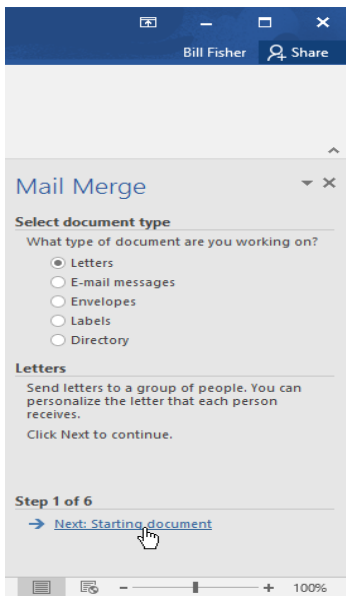 Bill Fisher Share
Mail Merge
Select document type
What type of document are you working on?
Letters
E-mail messages
Envelopes
Labels
Directory
Letters
Send letters to a group of people. You can
personalize the letter that each person
receives.
Click Next to continue.
Step 1 of 6
Next: Starting document
100%